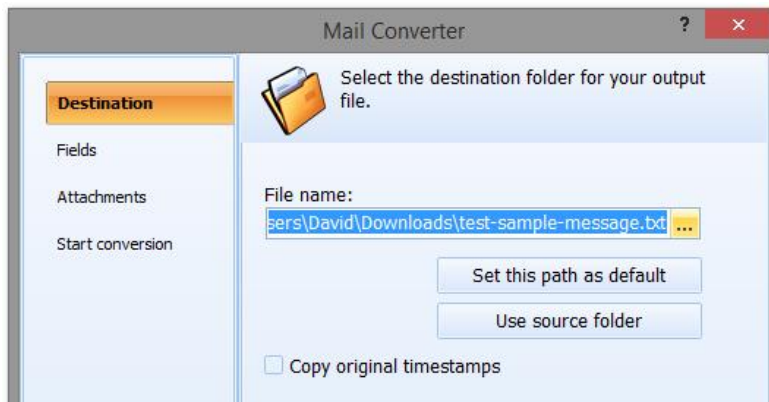 Mail Converter
?
Destination
Fields
Attachments
Start conversion
Select the destination folder for your output
file.
File name:
sers\David\Downloads\test-sample-message.txt ...
Set this path as default
Use source folder
Copy original timestamps